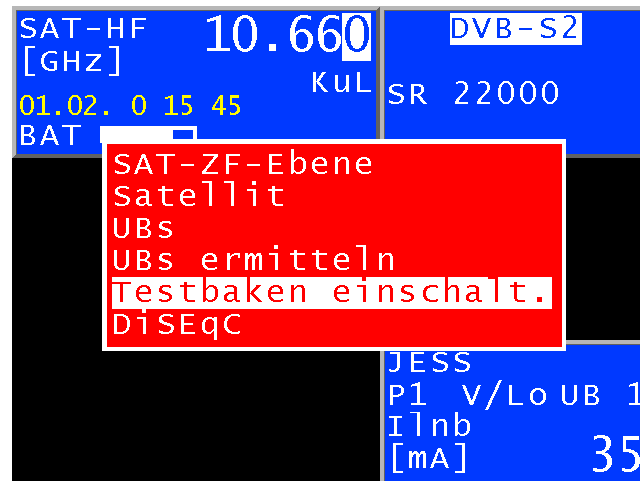 SAT-HF 10.660
[GHz]
KuL
01.02. 0 15 45
BAT
DVB-S2
SR 22000
SAT-ZF-Ebene
Satellit
UBs
UBs ermitteln
Testbaken einschalt.
DiSEqC
JESS
P1 V/Lo UB 1
Ilnb
[mA] 35